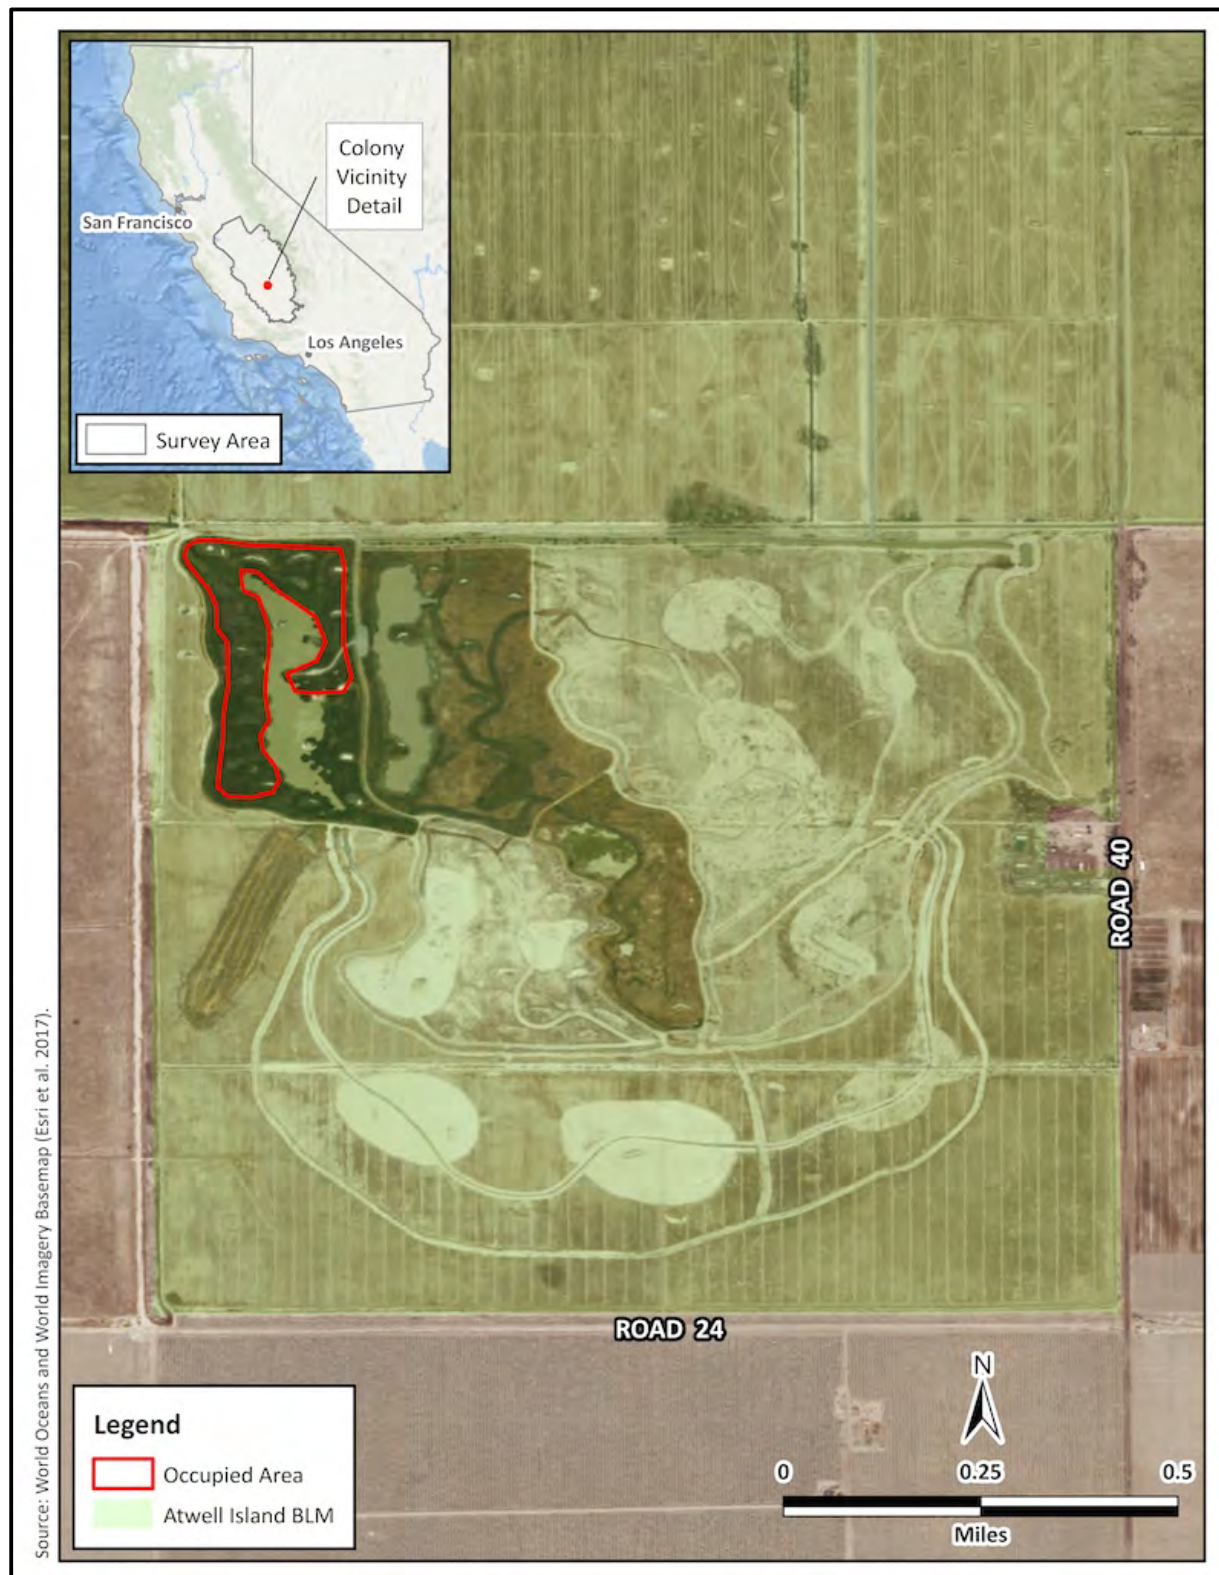 Colony
Vicinity
Detail
San Francisco
Los Angeles
Survey Area
ROAD 40
ROAD 24
Source: World Oceans and World Imagery Basemap (Esri et al. 2017).
Legend
Occupied Area
Atwell Island BLM
N
0 0.25 0.5
Miles